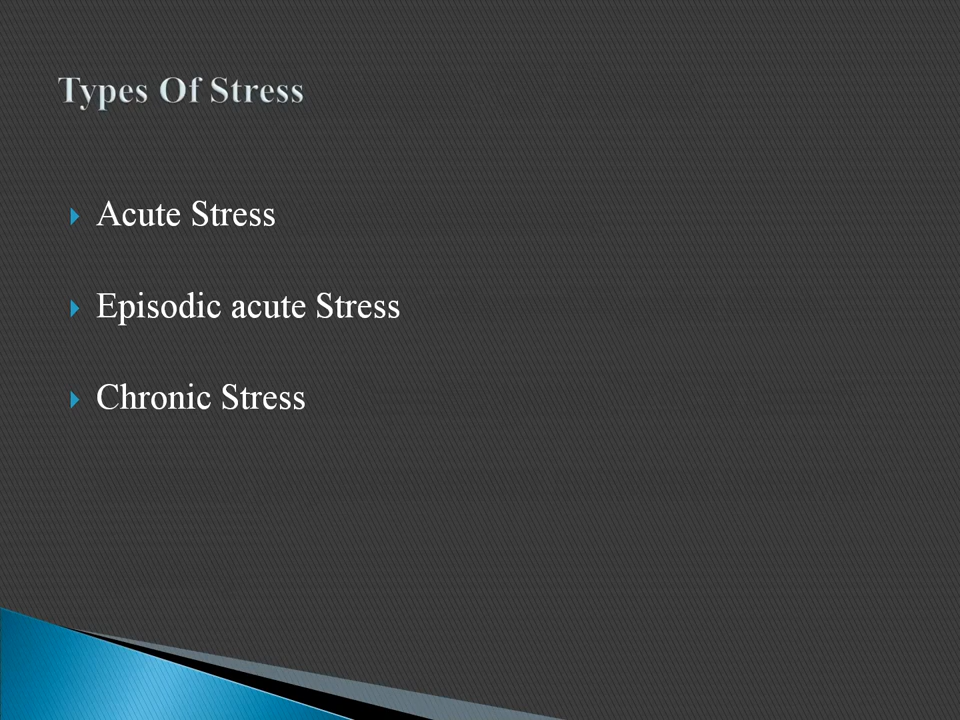 Types Of Stress
Acute Stress
Episodic acute Stress
Chronic Stress